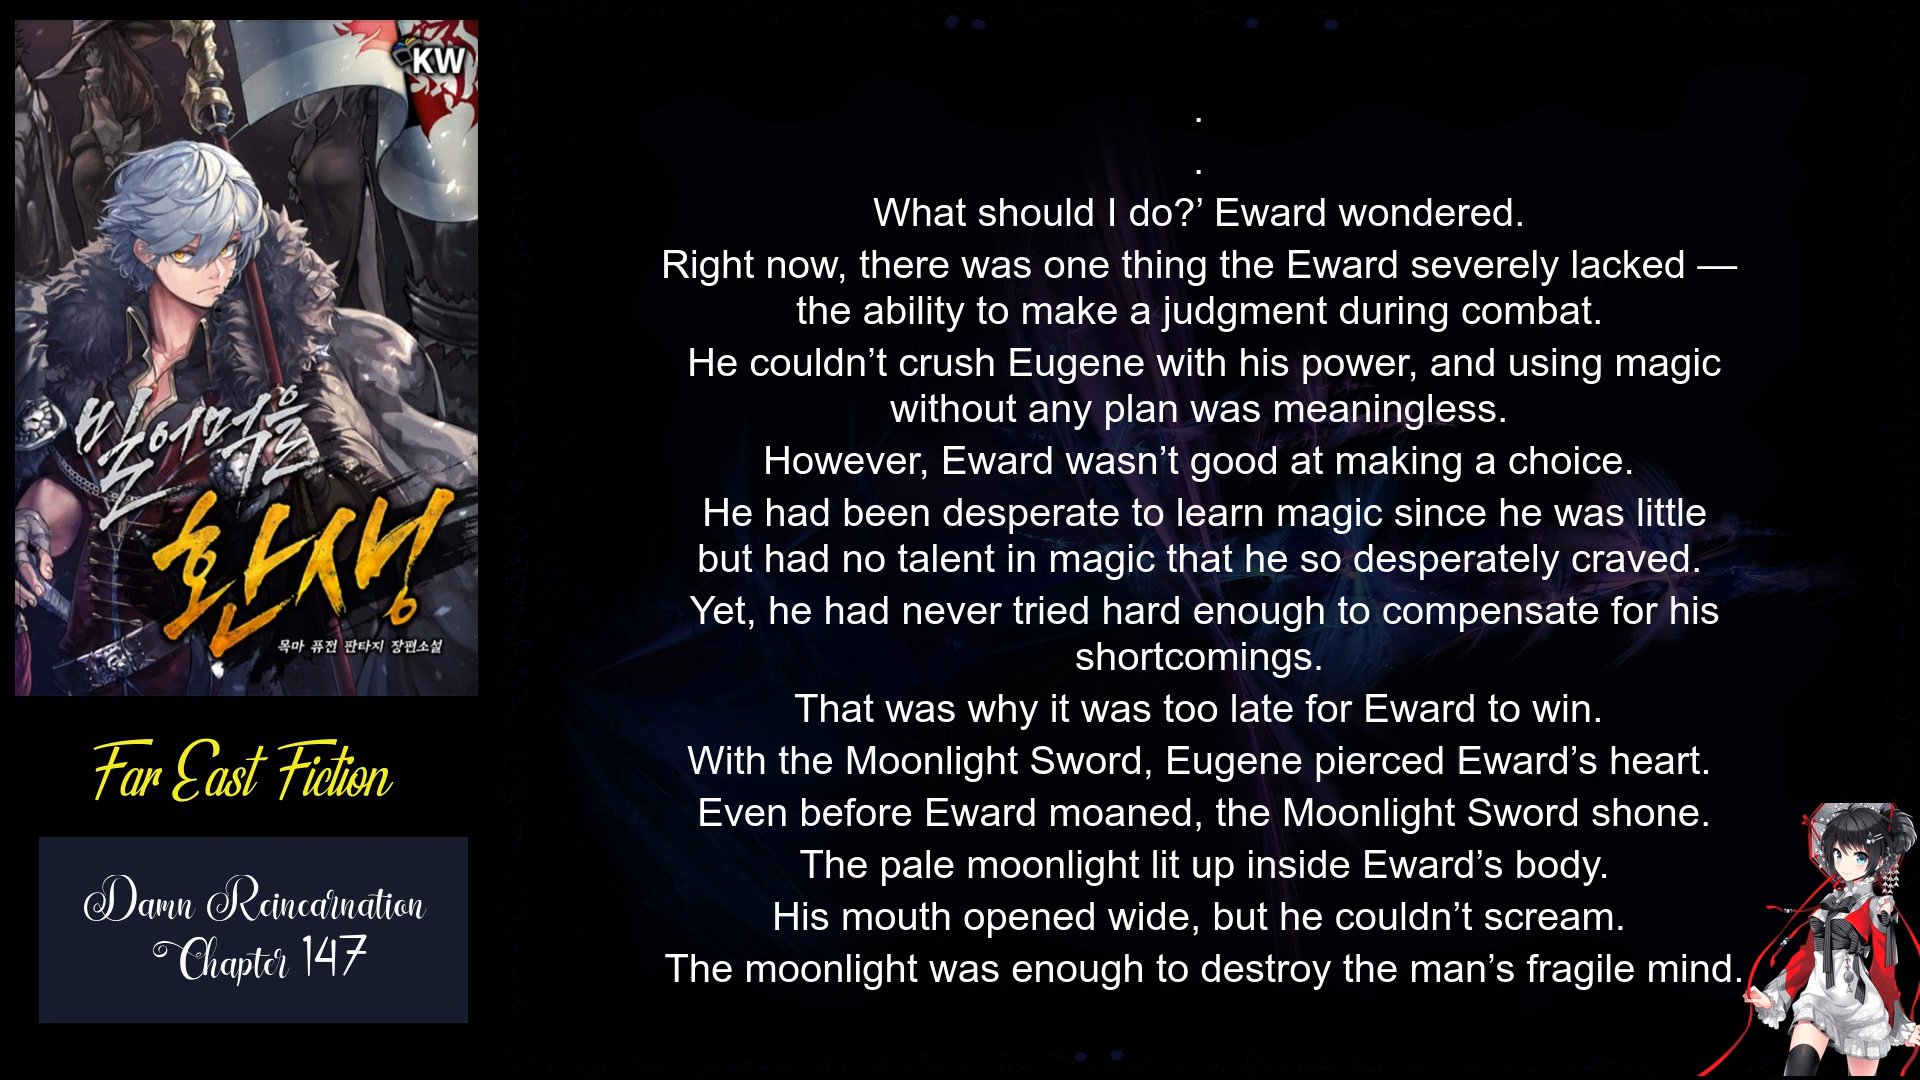 KW
빌어먹을
환생
목마 퓨전 판타지 장편소설
Far East Fiction
Damn Reincarnation
Chapter 147
.
.
What should I do?’ Eward wondered.
Right now, there was one thing the Eward severely lacked —
the ability to make a judgment during combat.
He couldn’t crush Eugene with his power, and using magic
without any plan was meaningless.
However, Eward wasn’t good at making a choice.
He had been desperate to learn magic since he was little
but had no talent in magic that he so desperately craved.
Yet, he had never tried hard enough to compensate for his
shortcomings.
That was why it was too late for Eward to win.
With the Moonlight Sword, Eugene pierced Eward’s heart.
Even before Eward moaned, the Moonlight Sword shone.
The pale moonlight lit up inside Eward’s body.
His mouth opened wide, but he couldn’t scream.
The moonlight was enough to destroy the man’s fragile mind.